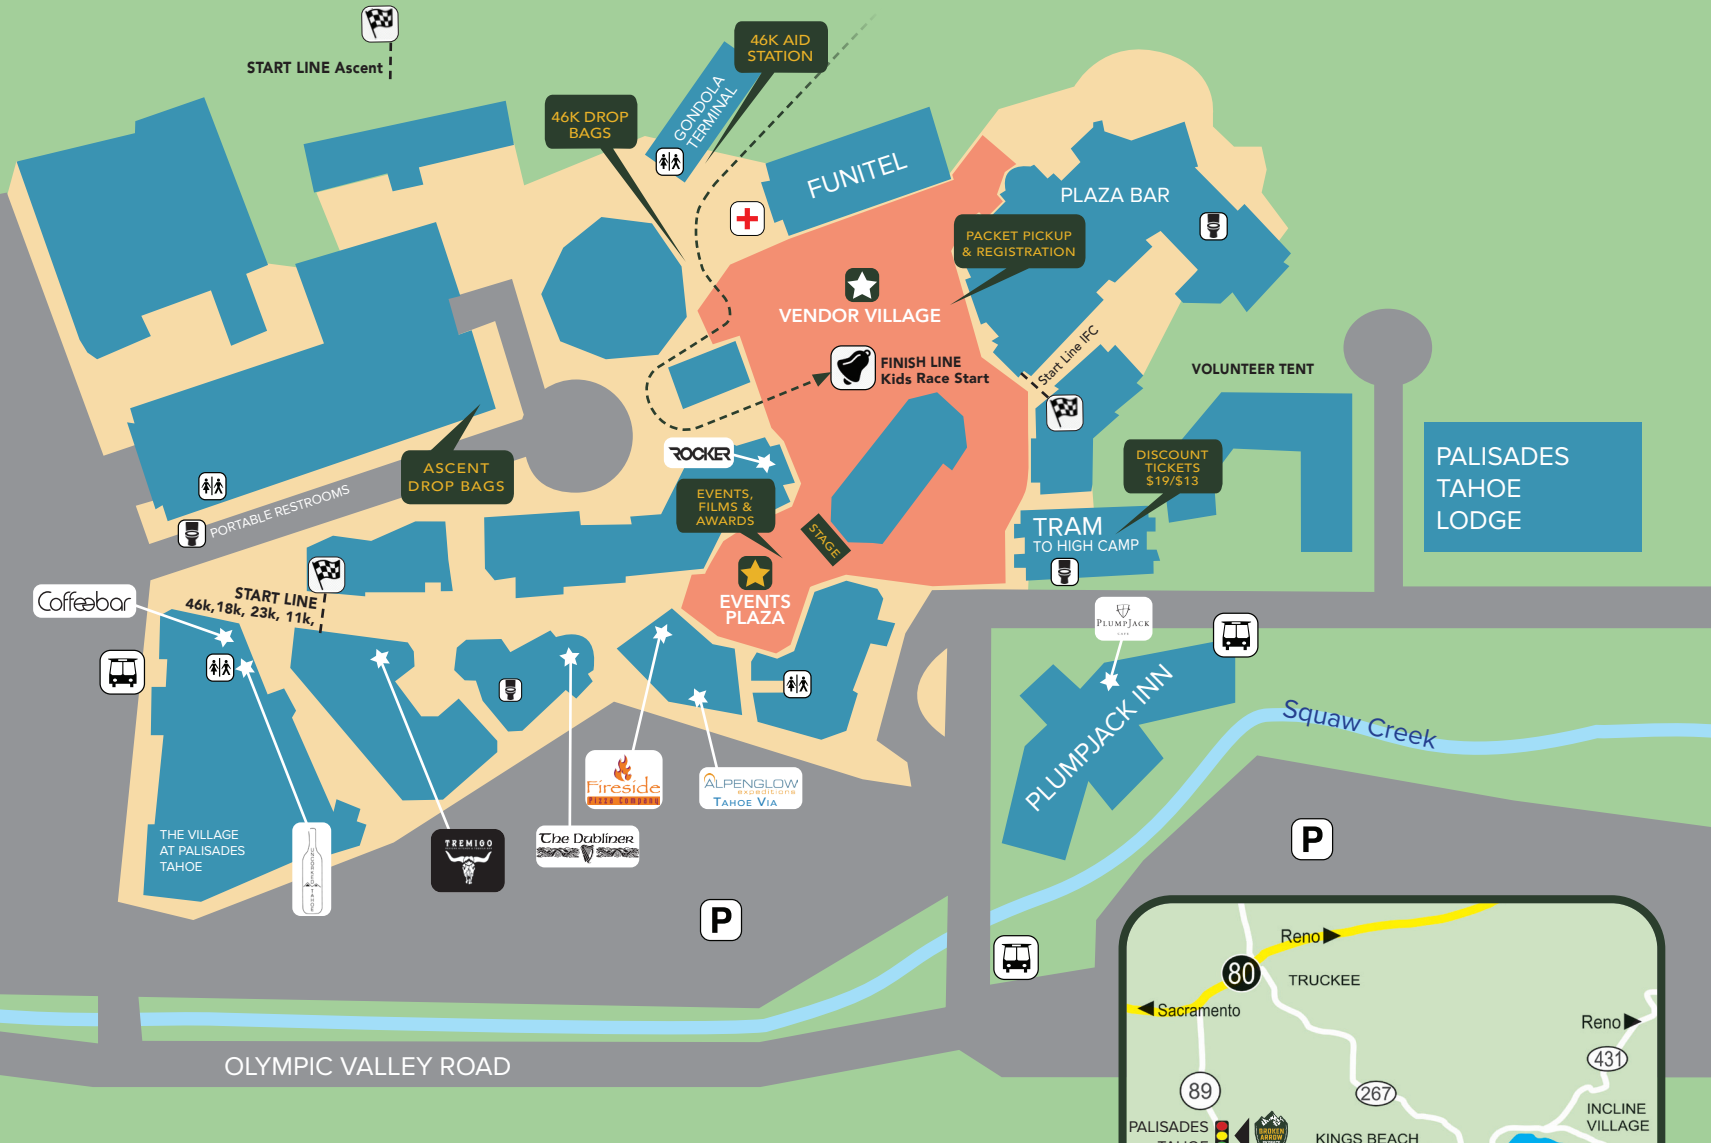 START LINE Ascent
46K AID
STATION
46K DROP
BAGS
GONDOLA
TERMINAL
FUNITEL
PLAZA BAR
PACKET PICKUP
& REGISTRATION
VENDOR VILLAGE
FINISH LINE
Kids Race Start
Start Line IFC
VOLUNTEER TENT
PALISADES
TAHOE
LODGE
ROCKER
ASCENT
DROP BAGS
EVENTS,
FILMS &
AWARDS
STAGE
DISCOUNT
TICKETS
$19/$13
TRAM
TO HIGH CAMP
PORTABLE RESTROOMS
EVENTS
PLAZA
Coffeebar
START LINE
46k,18k, 23k, 11k,
PLUMPJACK
CAFE
PLUMPJACK INN
Squaw Creek
Fireside
Pizza Company
ALPENGLOW
expeditions
TAHOE VIA
The Dubliner
TREMIGO
THE VILLAGE
AT PALISADES
TAHOE
P
P
OLYMPIC VALLEY ROAD
Reno
80
TRUCKEE
Sacramento
Reno
431
89
267
INCLINE
VILLAGE
PALISADES
TAHOE
BROKEN
ARROW
KINGS BEACH